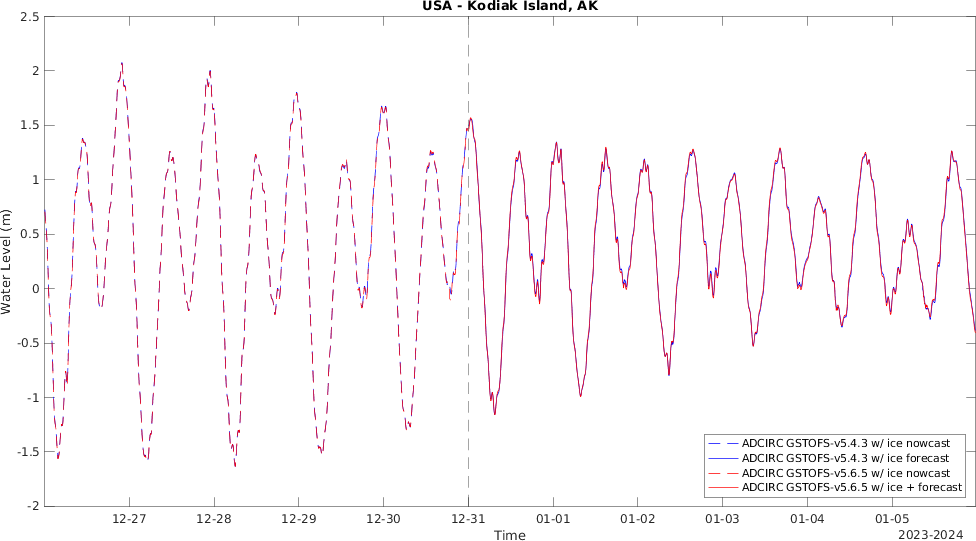 USA - Kodiak Island, AK
2.5
2
1.5
1
0.5
0
-0.5
-1
-1.5
-2
Water Level (m)
12-27 12-28 12-29 12-30 12-31 01-01 01-02 01-03 01-04 01-05
Time
2023-2024
ADCIRC GSTOFS-v5.4.3 w/ ice nowcast
ADCIRC GSTOFS-v5.4.3 w/ ice forecast
ADCIRC GSTOFS-v5.6.5 w/ ice nowcast
ADCIRC GSTOFS-v5.6.5 w/ ice + forecast